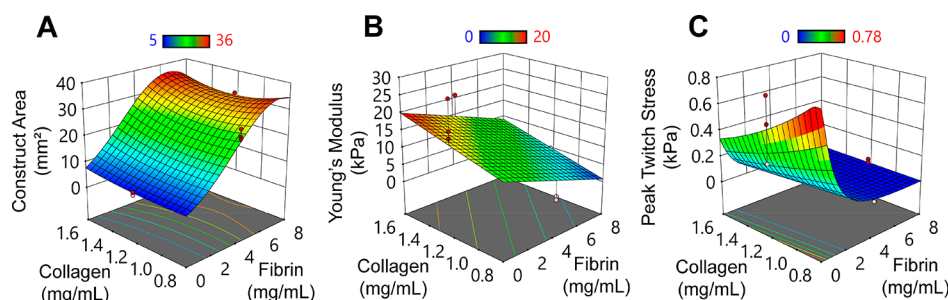 A
5 36
Construct Area
(mm²)
40
30
20
10
0
1.6
1.4
1.2
1.0
0.8
0
2
4
6
8
Collagen
(mg/mL)
Fibrin
(mg/mL)
B
0 20
Young's Modulus
(kPa)
30
25
20
15
10
5
0
1.6
1.4
1.2
1.0
0.8
0
2
4
6
8
Collagen
(mg/mL)
Fibrin
(mg/mL)
C
0 0.78
Peak Twitch Stress
(kPa)
0.8
0.6
0.4
0.2
0
1.6
1.4
1.2
1.0
0.8
0
2
4
6
8
Collagen
(mg/mL)
Fibrin
(mg/mL)